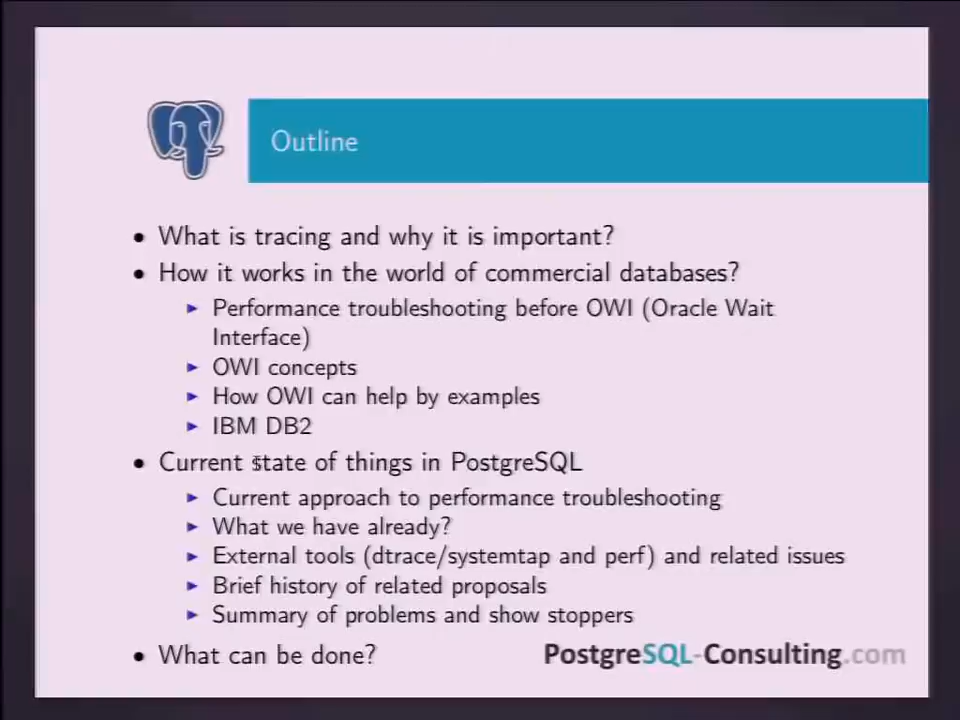 Outline
• What is tracing and why it is important?
• How it works in the world of commercial databases?
▶ Performance troubleshooting before OWI (Oracle Wait
Interface)
▶ OWI concepts
▶ How OWI can help by examples
▶ IBM DB2
• Current state of things in PostgreSQL
▶ Current approach to performance troubleshooting
▶ What we have already?
▶ External tools (dtrace/systemtap and perf) and related issues
▶ Brief history of related proposals
▶ Summary of problems and show stoppers
• What can be done?
PostgreSQL-Consulting.com